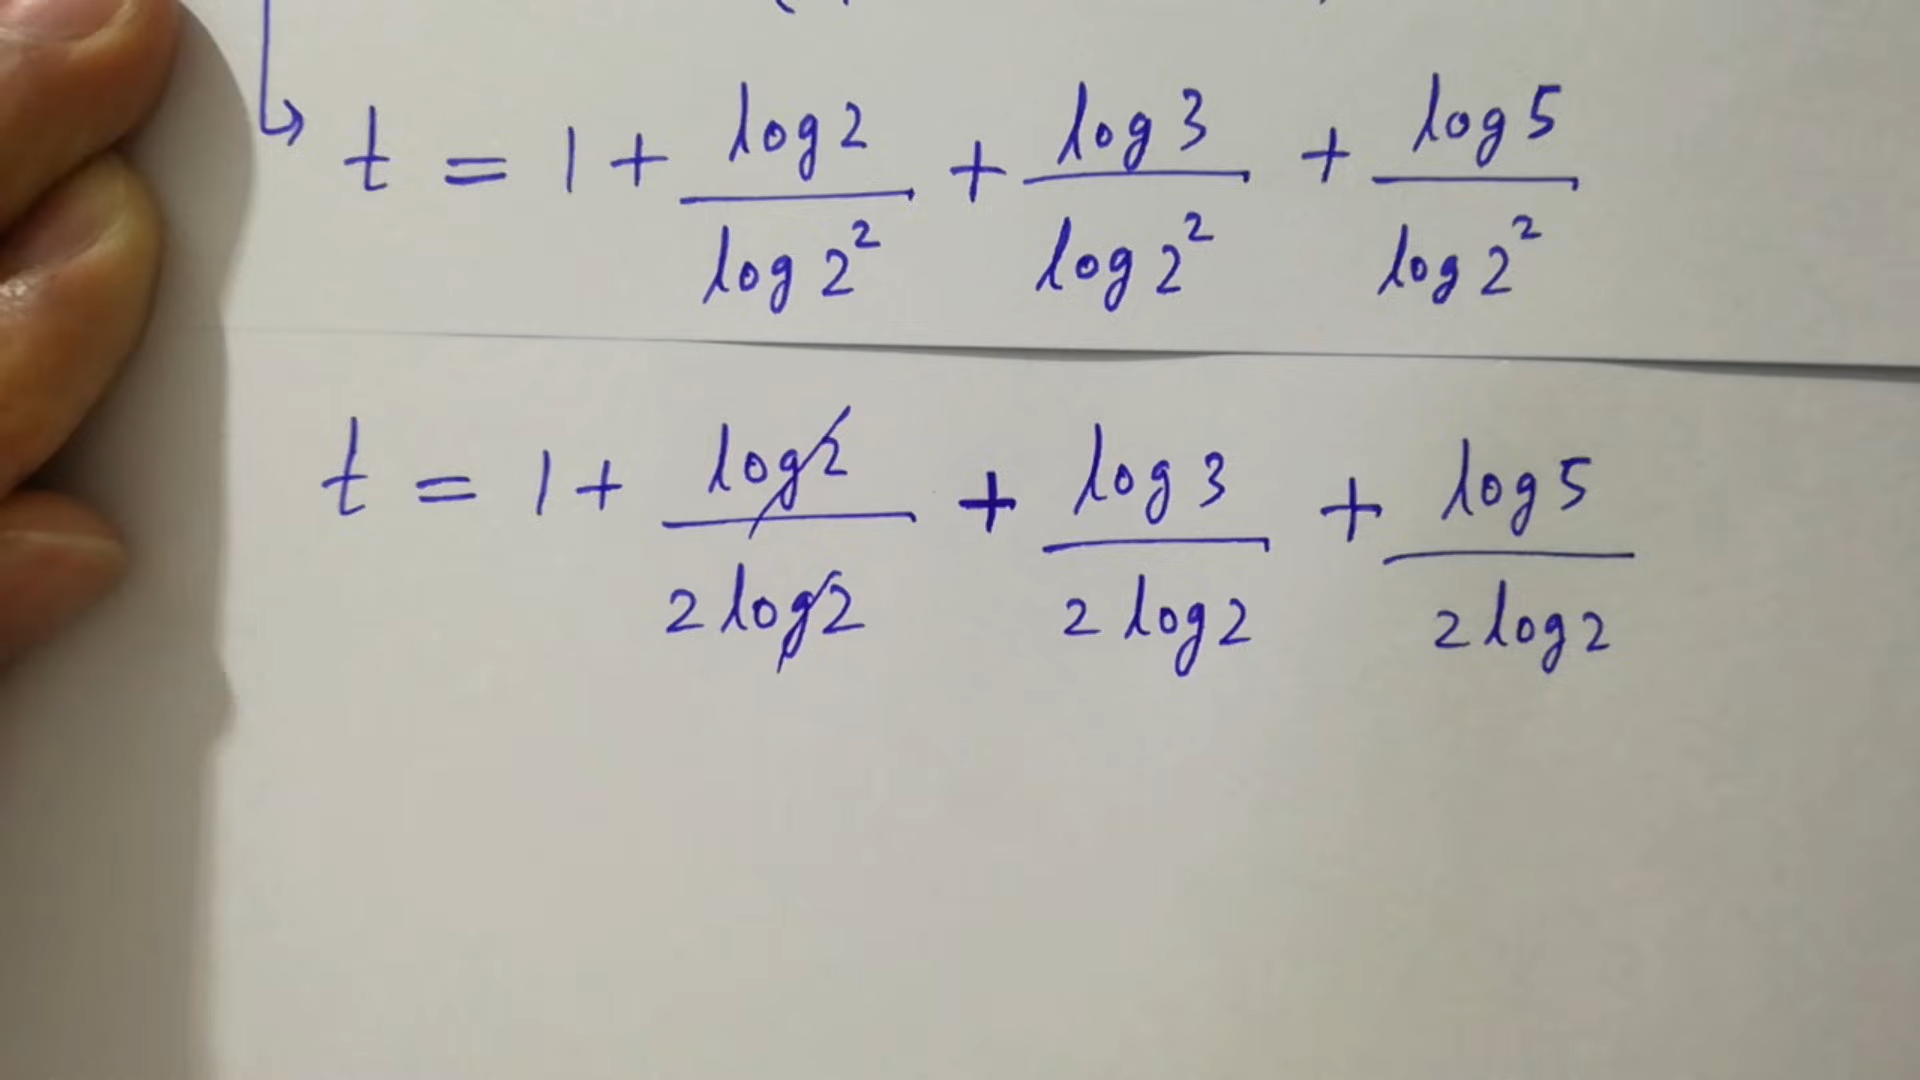 t = 1 + log 2 / log 2² + log 3 / log 2² + log 5 / log 2²
t = 1 + log 2 / 2 log 2 + log 3 / 2 log 2 + log 5 / 2 log 2